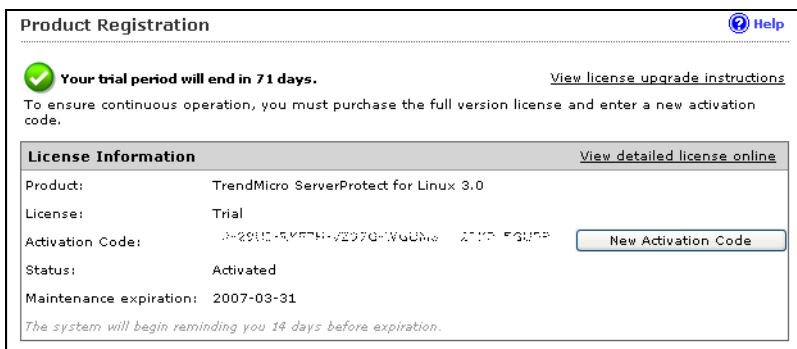 Product Registration
Help
Your trial period will end in 71 days.
View license upgrade instructions
To ensure continuous operation, you must purchase the full version license and enter a new activation
code.
License Information
View detailed license online
Product: TrendMicro ServerProtect for Linux 3.0
License: Trial
Activation Code:
New Activation Code
Status: Activated
Maintenance expiration: 2007-03-31
The system will begin reminding you 14 days before expiration.